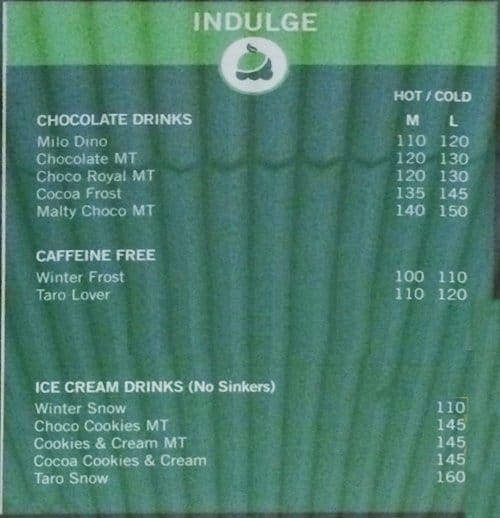 INDULGE
HOT / COLD
CHOCOLATE DRINKS M L
Milo Dino 110 120
Chocolate MT 120 130
Choco Royal MT 120 130
Cocoa Frost 135 145
Malty Choco MT 140 150
CAFFEINE FREE
Winter Frost 100 110
Taro Lover 110 120
ICE CREAM DRINKS (No Sinkers)
Winter Snow 110
Choco Cookies MT 145
Cookies & Cream MT 145
Cocoa Cookies & Cream 145
Taro Snow 160